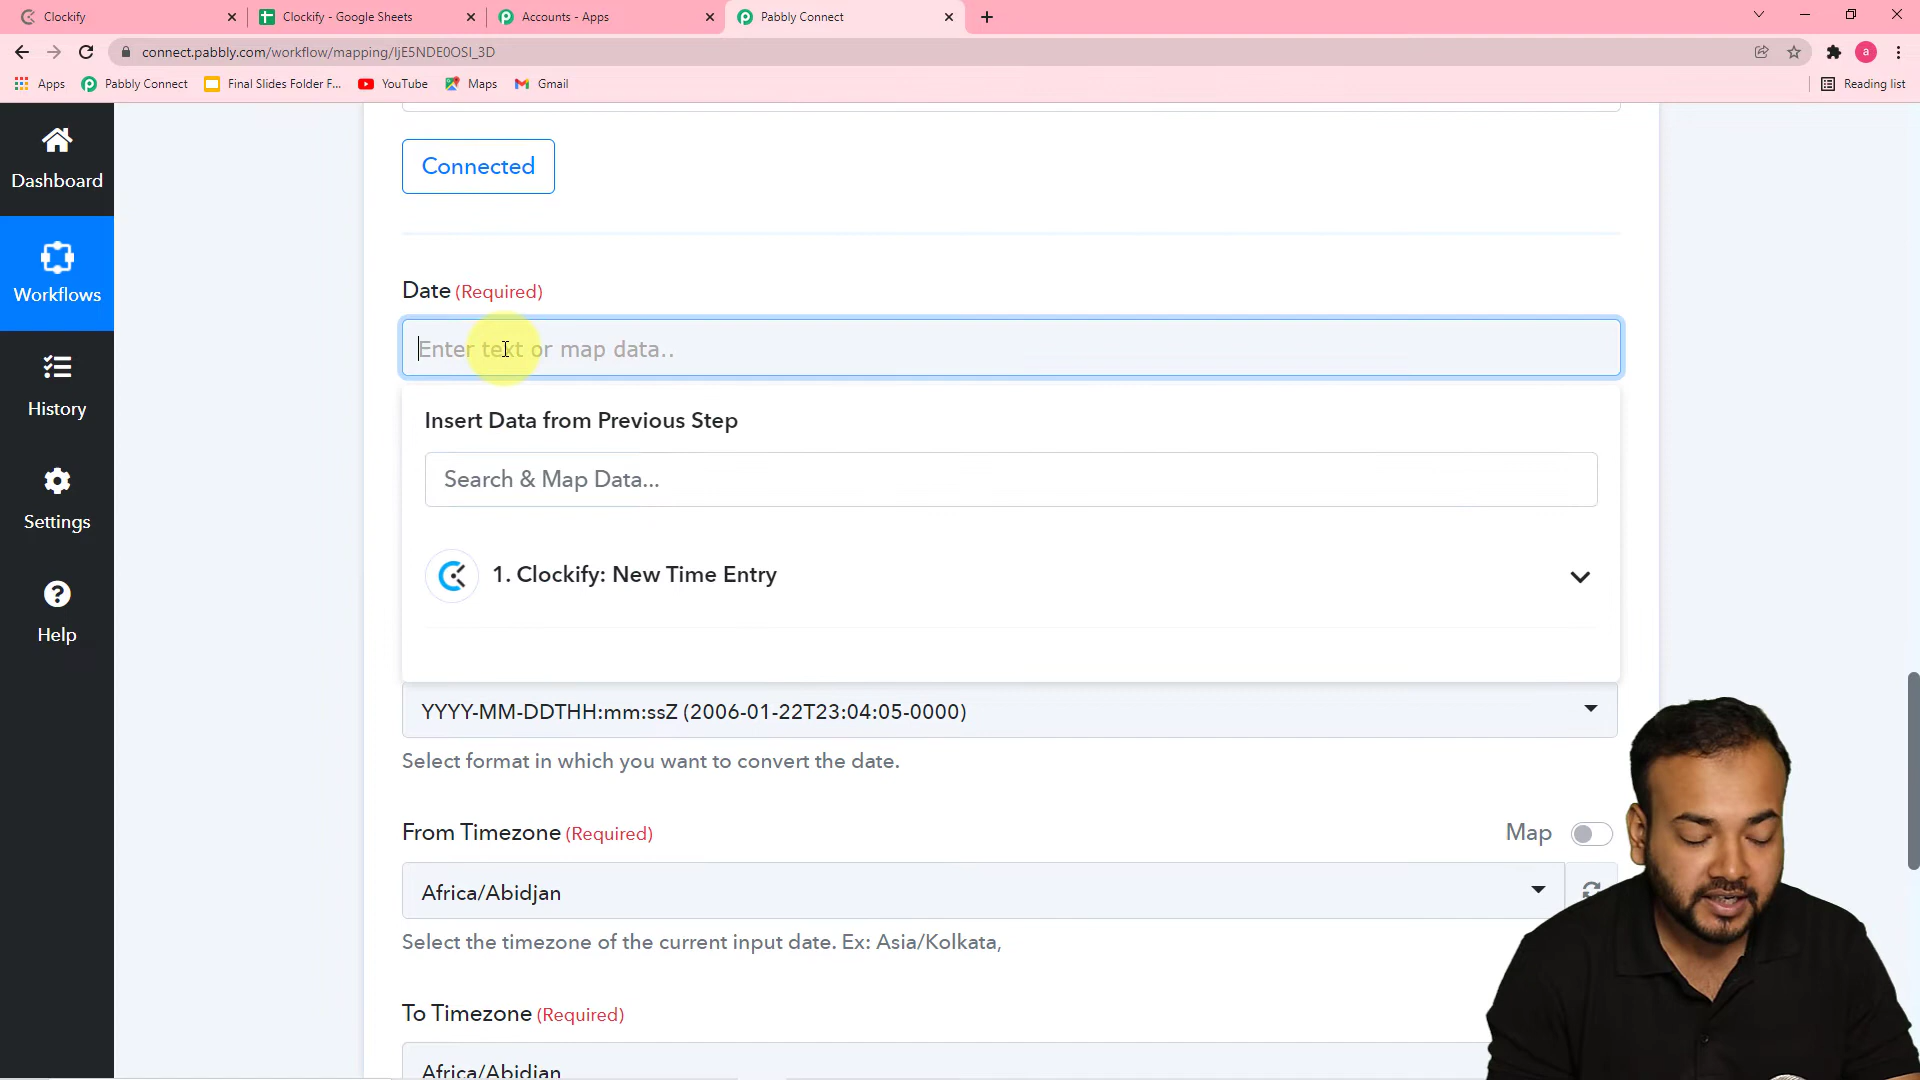 Clockify
Clockify - Google Sheets
Accounts - Apps
Pabbly Connect
connect.pabbly.com/workflow/mapping/IjE5NDE0OSI_3D
a
Apps
Pabbly Connect
Final Slides Folder F...
YouTube
Maps
Gmail
Reading list
Dashboard
Workflows
History
Settings
Help
Connected
Date (Required)
Enter text or map data..
Insert Data from Previous Step
Search & Map Data...
1. Clockify: New Time Entry
YYYY-MM-DDTHH:mm:ssZ (2006-01-22T23:04:05-0000)
Select format in which you want to convert the date.
From Timezone (Required)
Map
Africa/Abidjan
Select the timezone of the current input date. Ex: Asia/Kolkata,
To Timezone (Required)
Africa/Abidjan